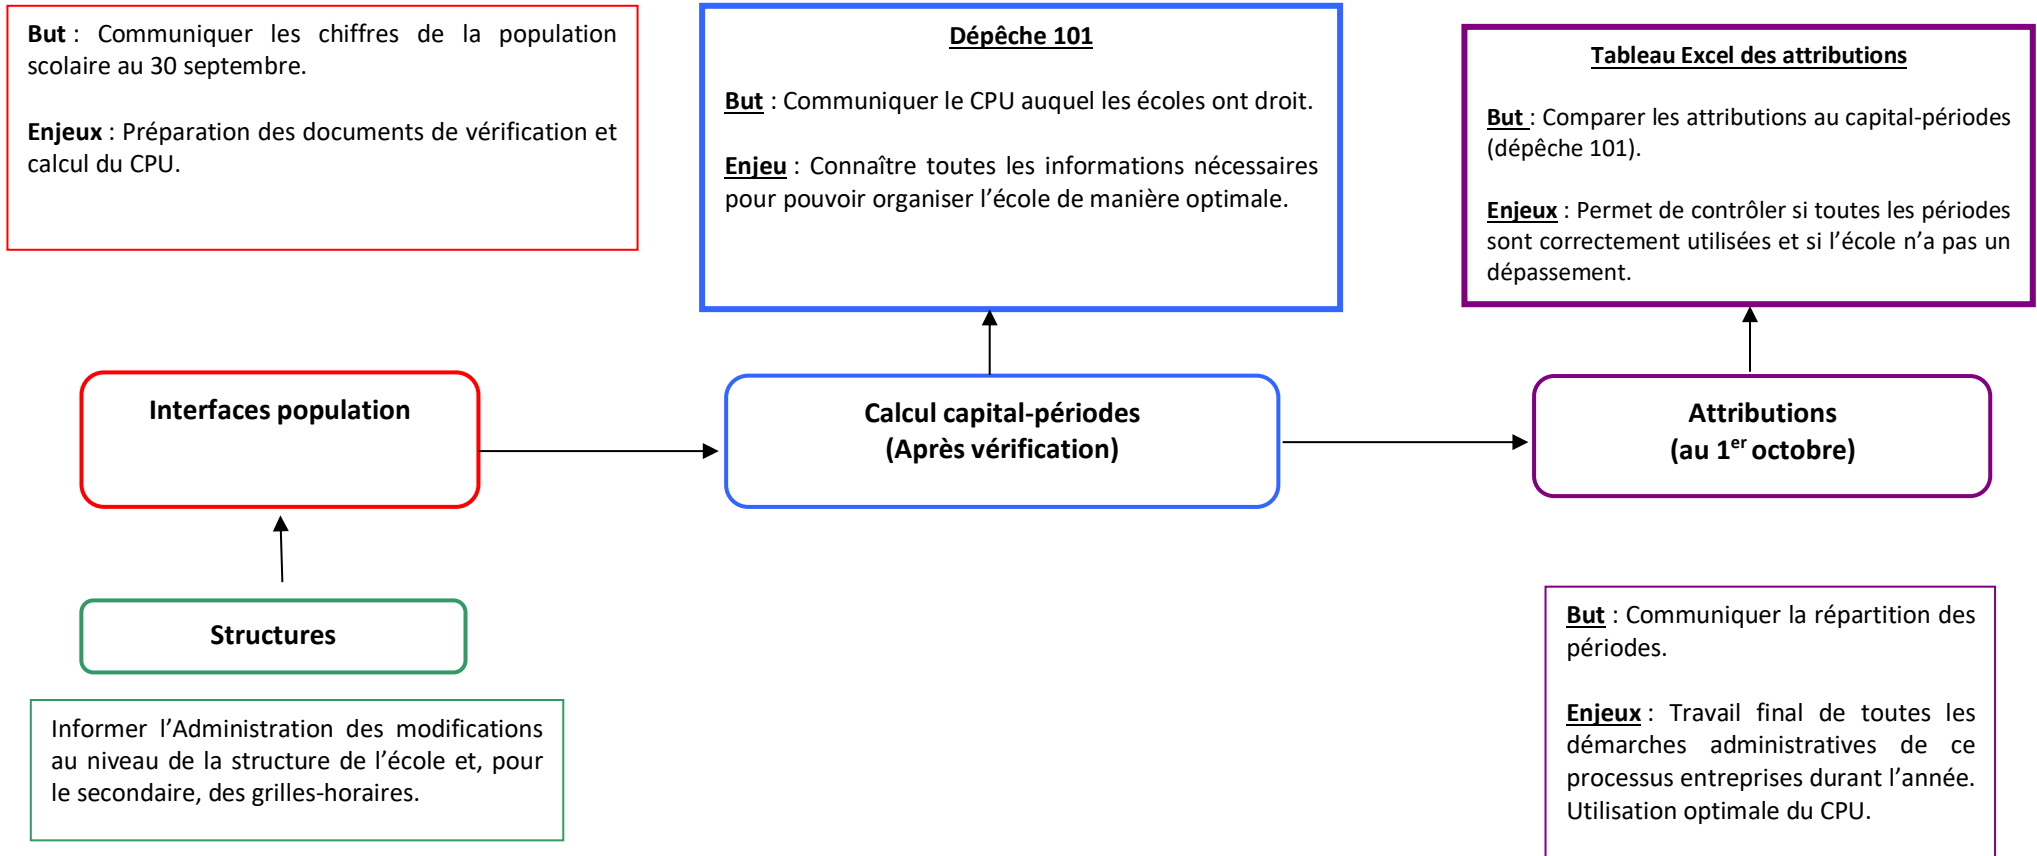 But : Communiquer les chiffres de la population
scolaire au 30 septembre.
Enjeux : Préparation des documents de vérification et
calcul du CPU.
Dépêche 101
But : Communiquer le CPU auquel les écoles ont droit.
Enjeu : Connaître toutes les informations nécessaires
pour pouvoir organiser l’école de manière optimale.
Tableau Excel des attributions
But : Comparer les attributions au capital-périodes
(dépêche 101).
Enjeux : Permet de contrôler si toutes les périodes
sont correctement utilisées et si l’école n’a pas un
dépassement.
Interfaces population
Calcul capital-périodes
(Après vérification)
Attributions
(au 1er octobre)
Structures
Informer l’Administration des modifications
au niveau de la structure de l’école et, pour
le secondaire, des grilles-horaires.
But : Communiquer la répartition des
périodes.
Enjeux : Travail final de toutes les
démarches administratives de ce
processus entreprises durant l’année.
Utilisation optimale du CPU.